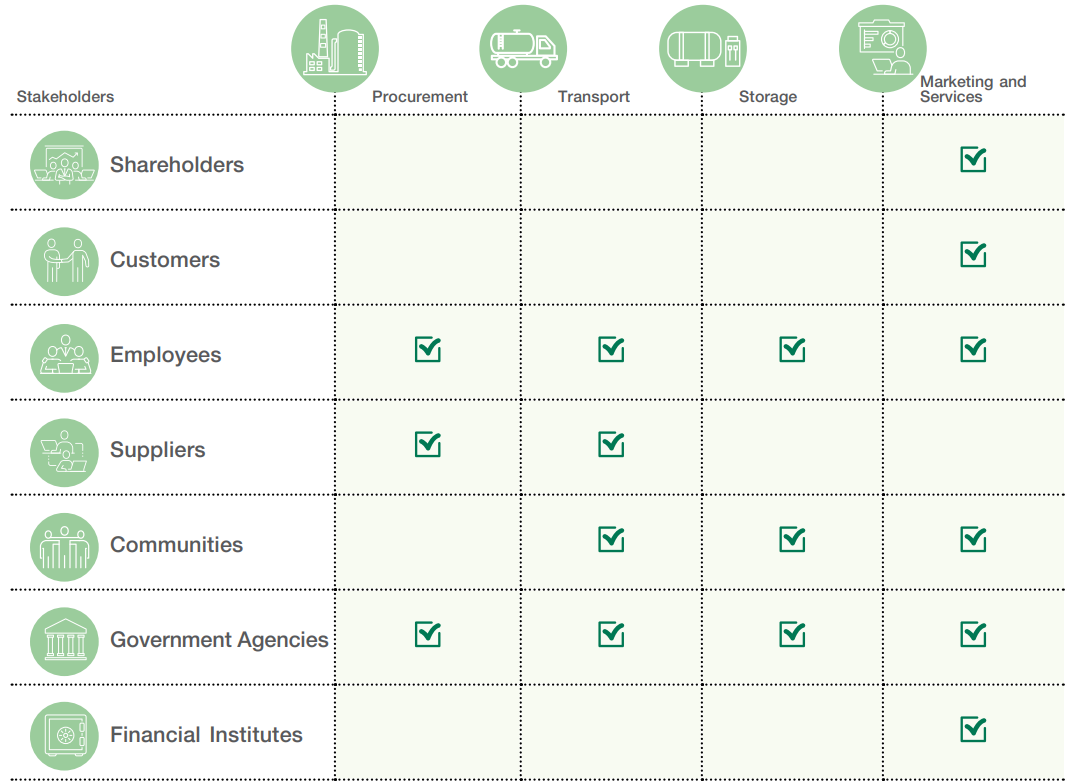 Stakeholders
Procurement
Transport
Storage
Marketing and
Services
Shareholders
Customers
Employees
Suppliers
Communities
Government Agencies
Financial Institutes